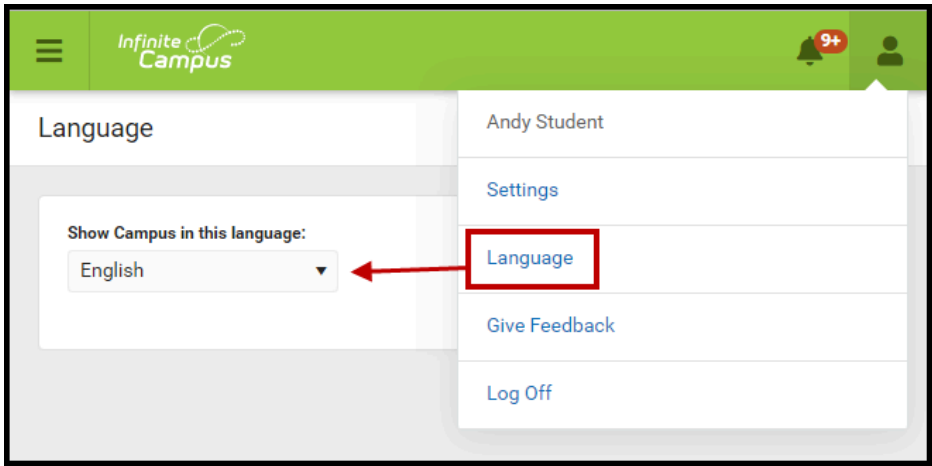 Infinite
Campus
9+
Language
Andy Student
Settings
Show Campus in this language:
English
Language
Give Feedback
Log Off